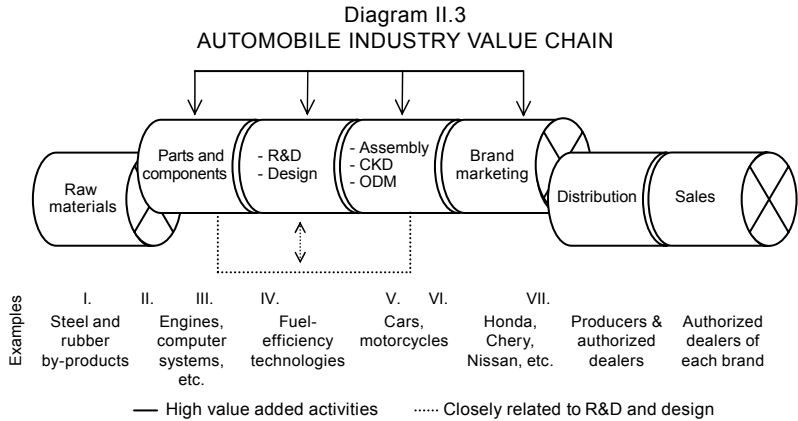 Diagram II.3
AUTOMOBILE INDUSTRY VALUE CHAIN
Raw
materials
Parts and
components
- R&D
- Design
- Assembly
- CKD
- ODM
Brand
marketing
Distribution
Sales
Examples
I. II. III. IV. V. VI. VII.
Steel and
rubber
by-products
Engines,
computer
systems,
etc.
Fuel-
efficiency
technologies
Cars,
motorcycles
Honda,
Chery,
Nissan, etc.
Producers &
authorized
dealers
Authorized
dealers of
each brand
High value added activities
Closely related to R&D and design